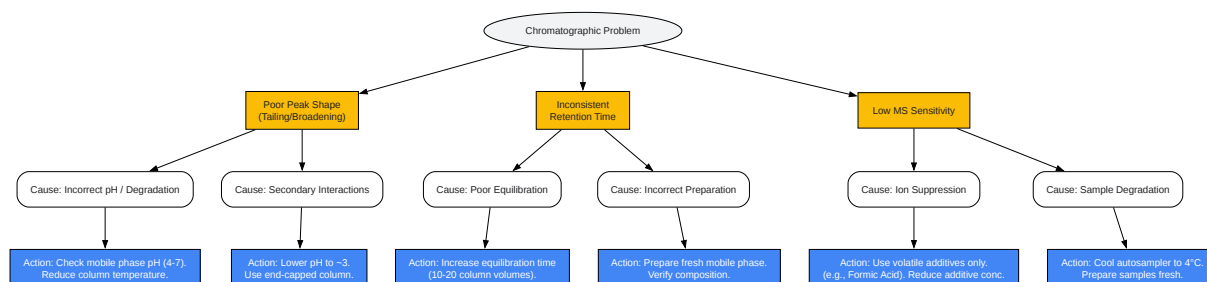 Chromatographic Problem
Poor Peak Shape
(Tailing/Broadening)
Inconsistent
Retention Time
Low MS Sensitivity
Cause: Incorrect pH / Degradation
Cause: Secondary Interactions
Cause: Poor Equilibration
Cause: Incorrect Preparation
Cause: Ion Suppression
Cause: Sample Degradation
Action: Check mobile phase pH (4-7).
Reduce column temperature.
Action: Lower pH to ~3.
Use end-capped column.
Action: Increase equilibration time
(10-20 column volumes).
Action: Prepare fresh mobile phase.
Verify composition.
Action: Use volatile additives only.
(e.g., Formic Acid). Reduce additive conc.
Action: Cool autosampler to 4°C.
Prepare samples fresh.